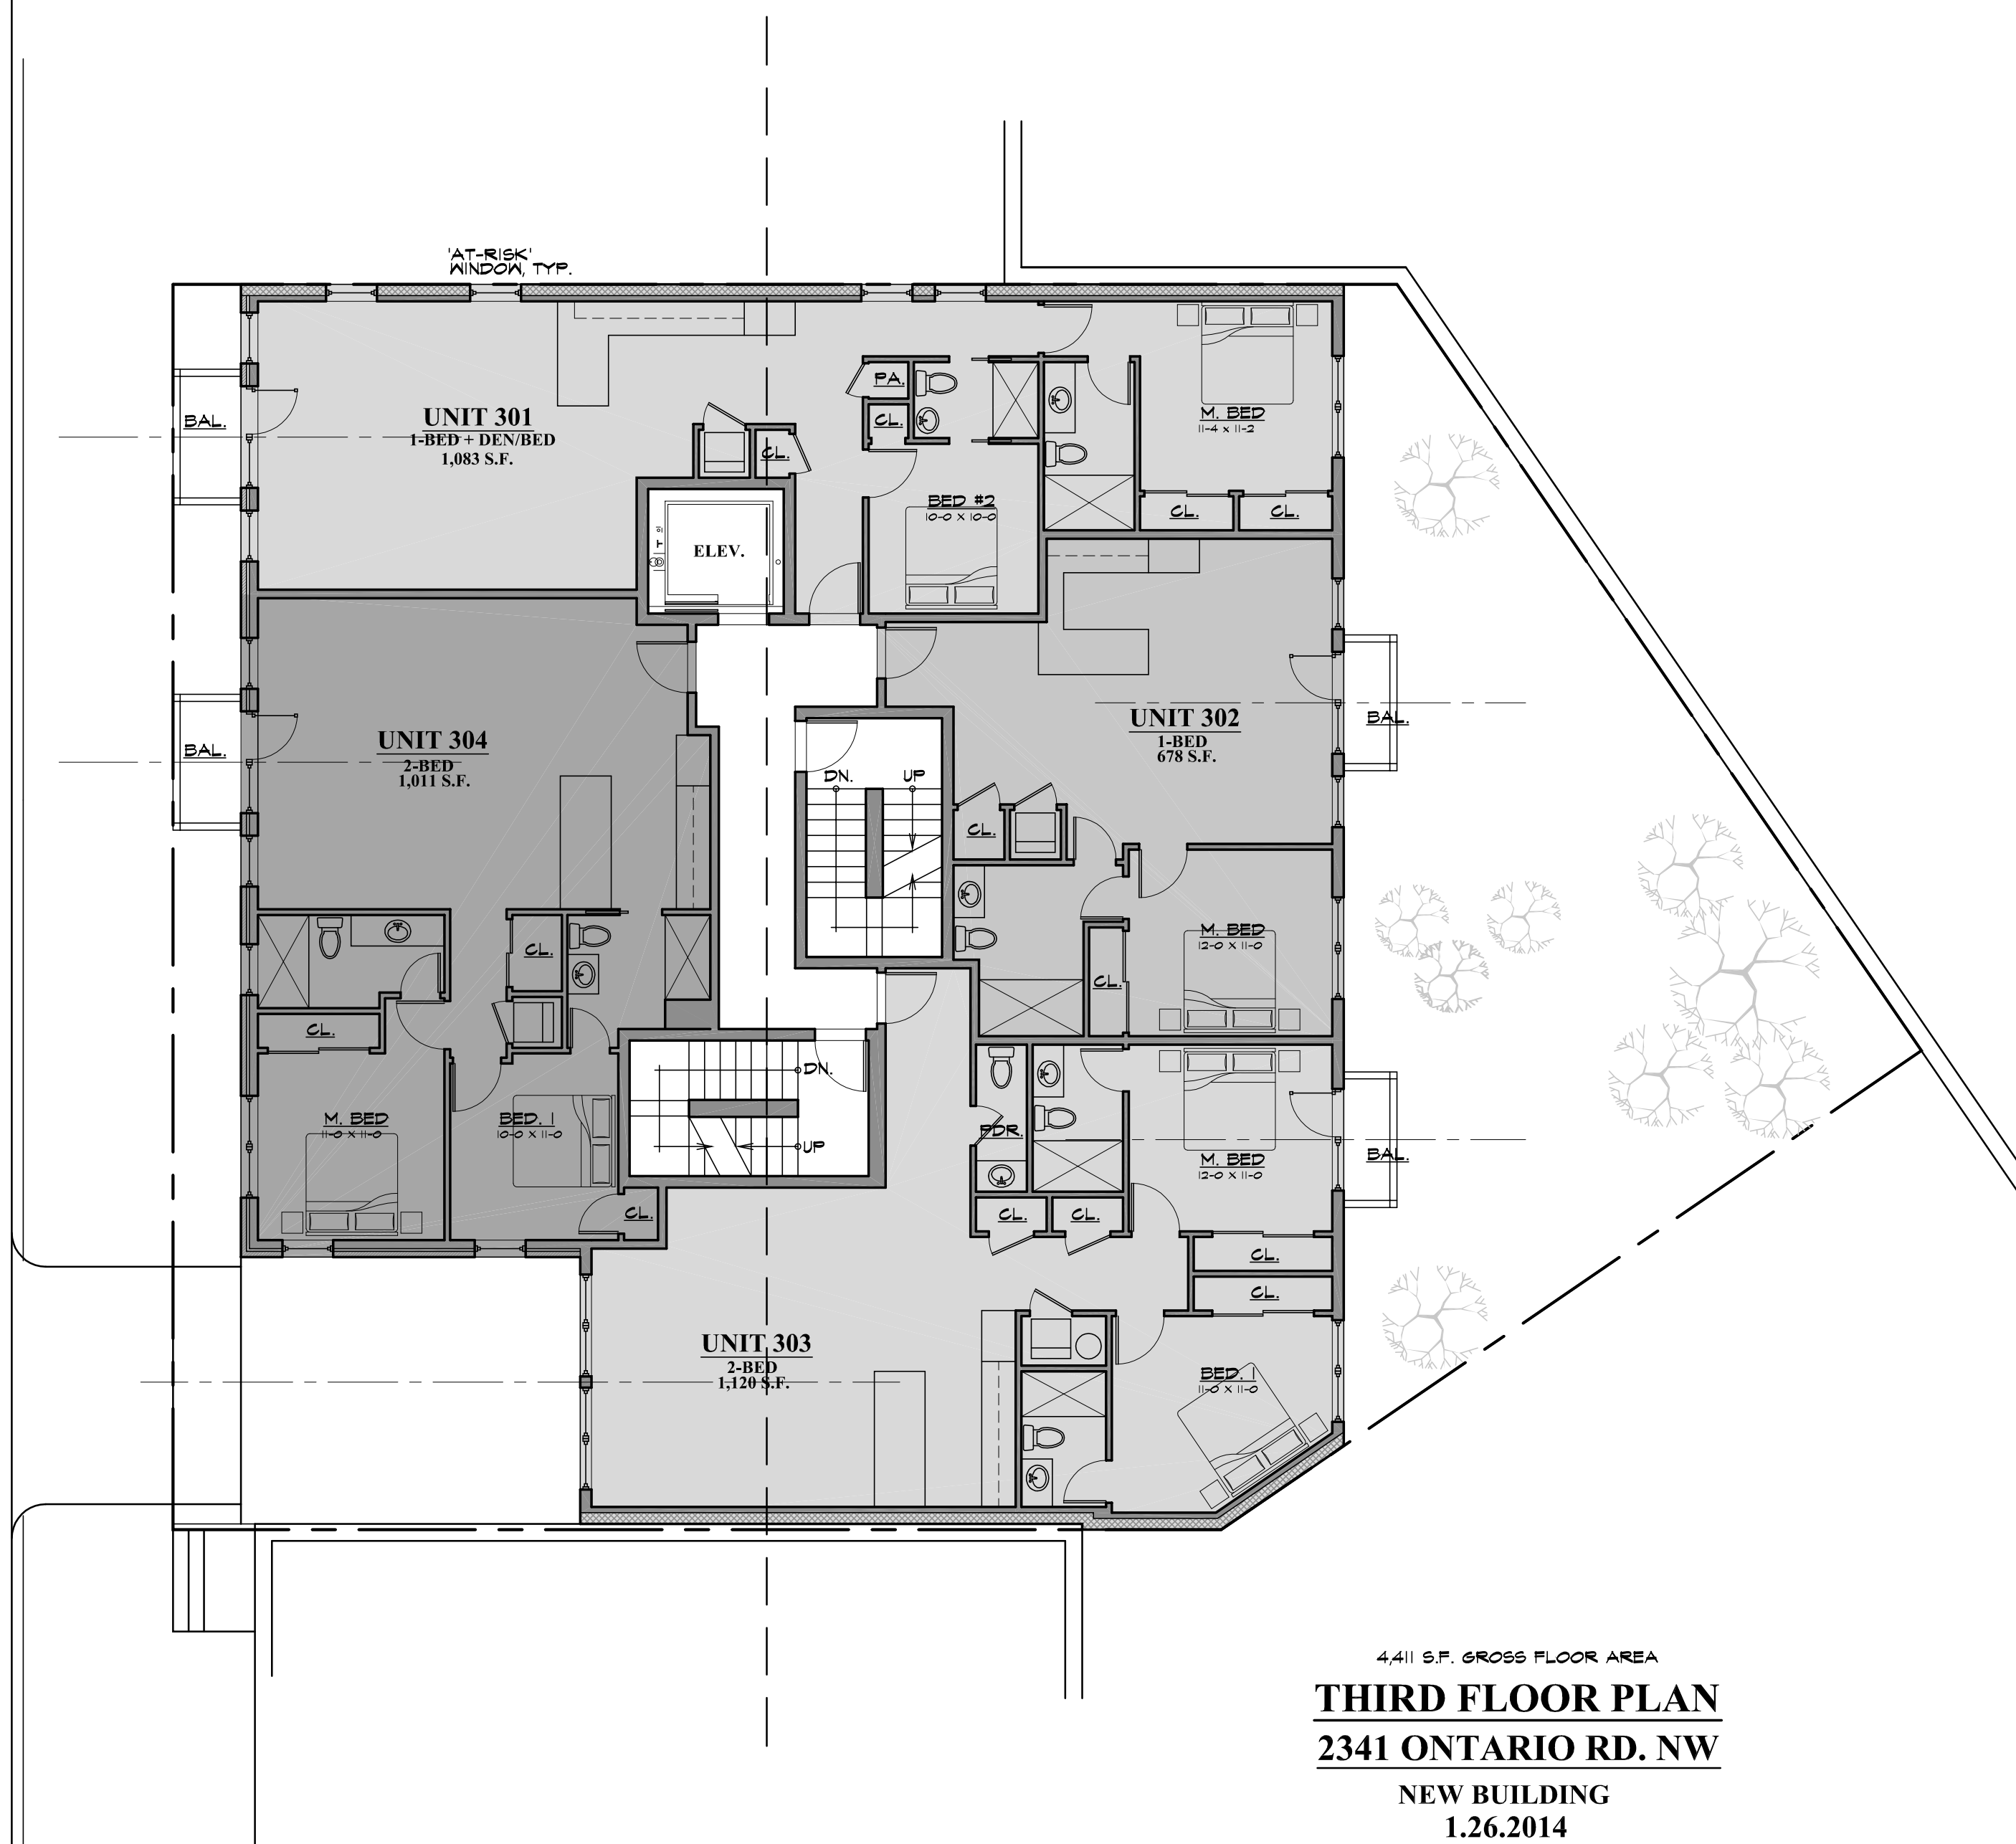 'AT-RISK'
WINDOW, TYP.
BAL.
UNIT 301
1-BED + DEN/BED
1,083 S.F.
PA.
CL.
CL.
M. BED
11-4 x 11-2
BED #2
10-0 X 10-0
CL.
CL.
ELEV.
BAL.
UNIT 304
2-BED
1,011 S.F.
UNIT 302
1-BED
678 S.F.
BAL.
DN.
UP
CL.
CL.
M. BED
12-0 X 11-0
CL.
CL.
M. BED
11-0 X 11-0
BED. 1
10-0 X 11-0
CL.
DN.
UP
PDR.
M. BED
12-0 X 11-0
BAL.
CL.
CL.
CL.
CL.
UNIT 303
2-BED
1,120 S.F.
BED. 1
11-0 X 11-0
4,411 S.F. GROSS FLOOR AREA
THIRD FLOOR PLAN
2341 ONTARIO RD. NW
NEW BUILDING
1.26.2014